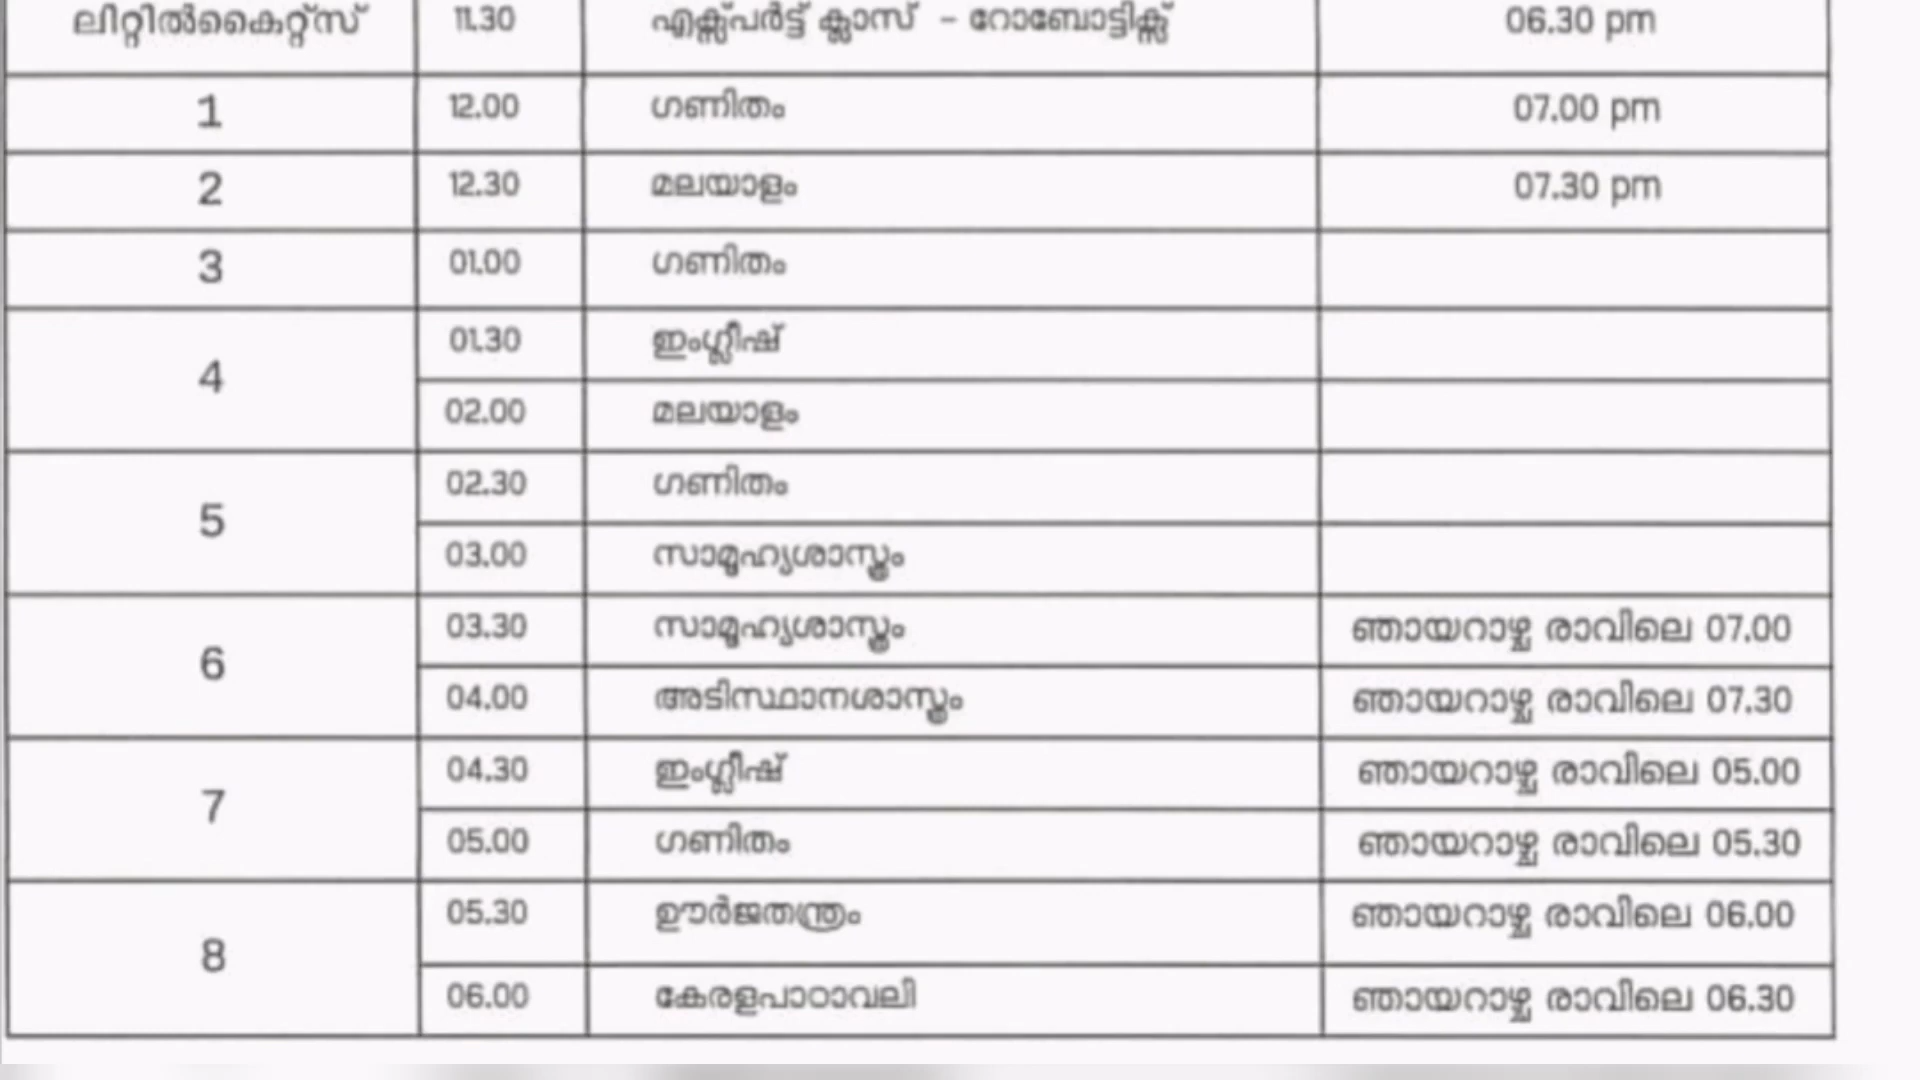 ലിറ്റിൽകൈറ്റ്സ് 11.30 എക്സ്പർട്ട് ക്ലാസ് - റോബോട്ടിക്സ് 06.30 pm
1 12.00 ഗണിതം 07.00 pm
2 12.30 മലയാളം 07.30 pm
3 01.00 ഗണിതം
4 01.30 ഇംഗ്ലീഷ്
02.00 മലയാളം
5 02.30 ഗണിതം
03.00 സാമൂഹ്യശാസ്ത്രം
6 03.30 സാമൂഹ്യശാസ്ത്രം ഞായറാഴ്ച രാവിലെ 07.00
04.00 അടിസ്ഥാനശാസ്ത്രം ഞായറാഴ്ച രാവിലെ 07.30
7 04.30 ഇംഗ്ലീഷ് ഞായറാഴ്ച രാവിലെ 05.00
05.00 ഗണിതം ഞായറാഴ്ച രാവിലെ 05.30
8 05.30 ഊർജതന്ത്രം ഞായറാഴ്ച രാവിലെ 06.00
06.00 കേരളപാഠാവലി ഞായറാഴ്ച രാവിലെ 06.30